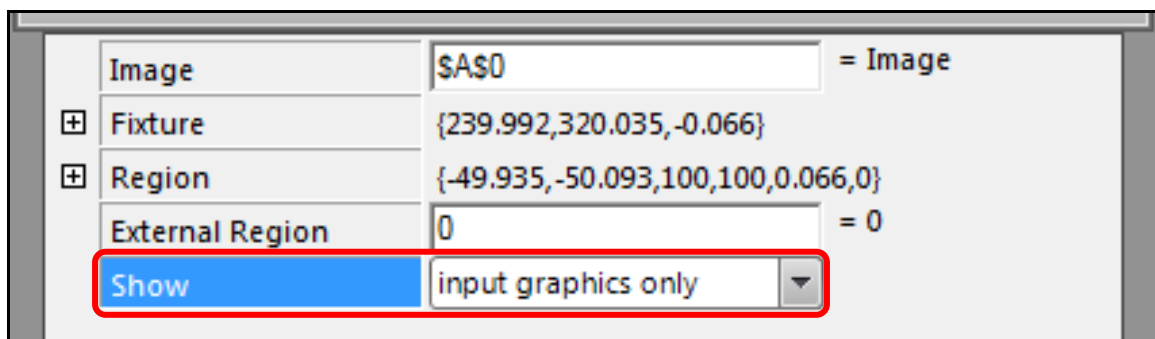 Image $A$0 = Image
Fixture {239.992,320.035,-0.066}
Region {-49.935,-50.093,100,100,0.066,0}
External Region 0 = 0
Show input graphics only